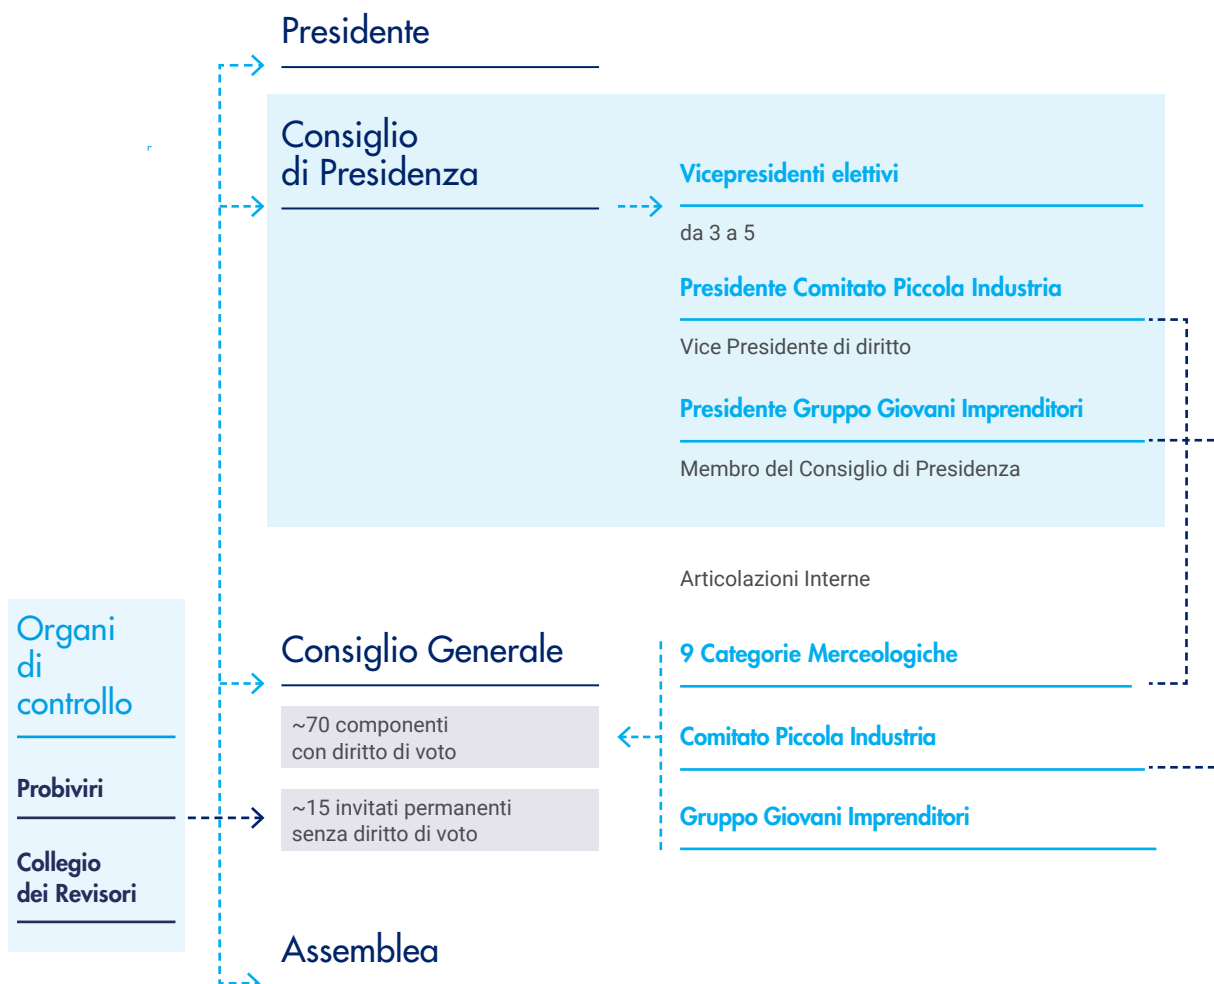 Presidente
Consiglio
di Presidenza
Vicepresidenti elettivi
da 3 a 5
Presidente Comitato Piccola Industria
Vice Presidente di diritto
Presidente Gruppo Giovani Imprenditori
Membro del Consiglio di Presidenza
Articolazioni Interne
Organi
di
controllo
Probiviri
Collegio
dei Revisori
Consiglio Generale
~70 componenti
con diritto di voto
~15 invitati permanenti
senza diritto di voto
9 Categorie Merceologiche
Comitato Piccola Industria
Gruppo Giovani Imprenditori
Assemblea